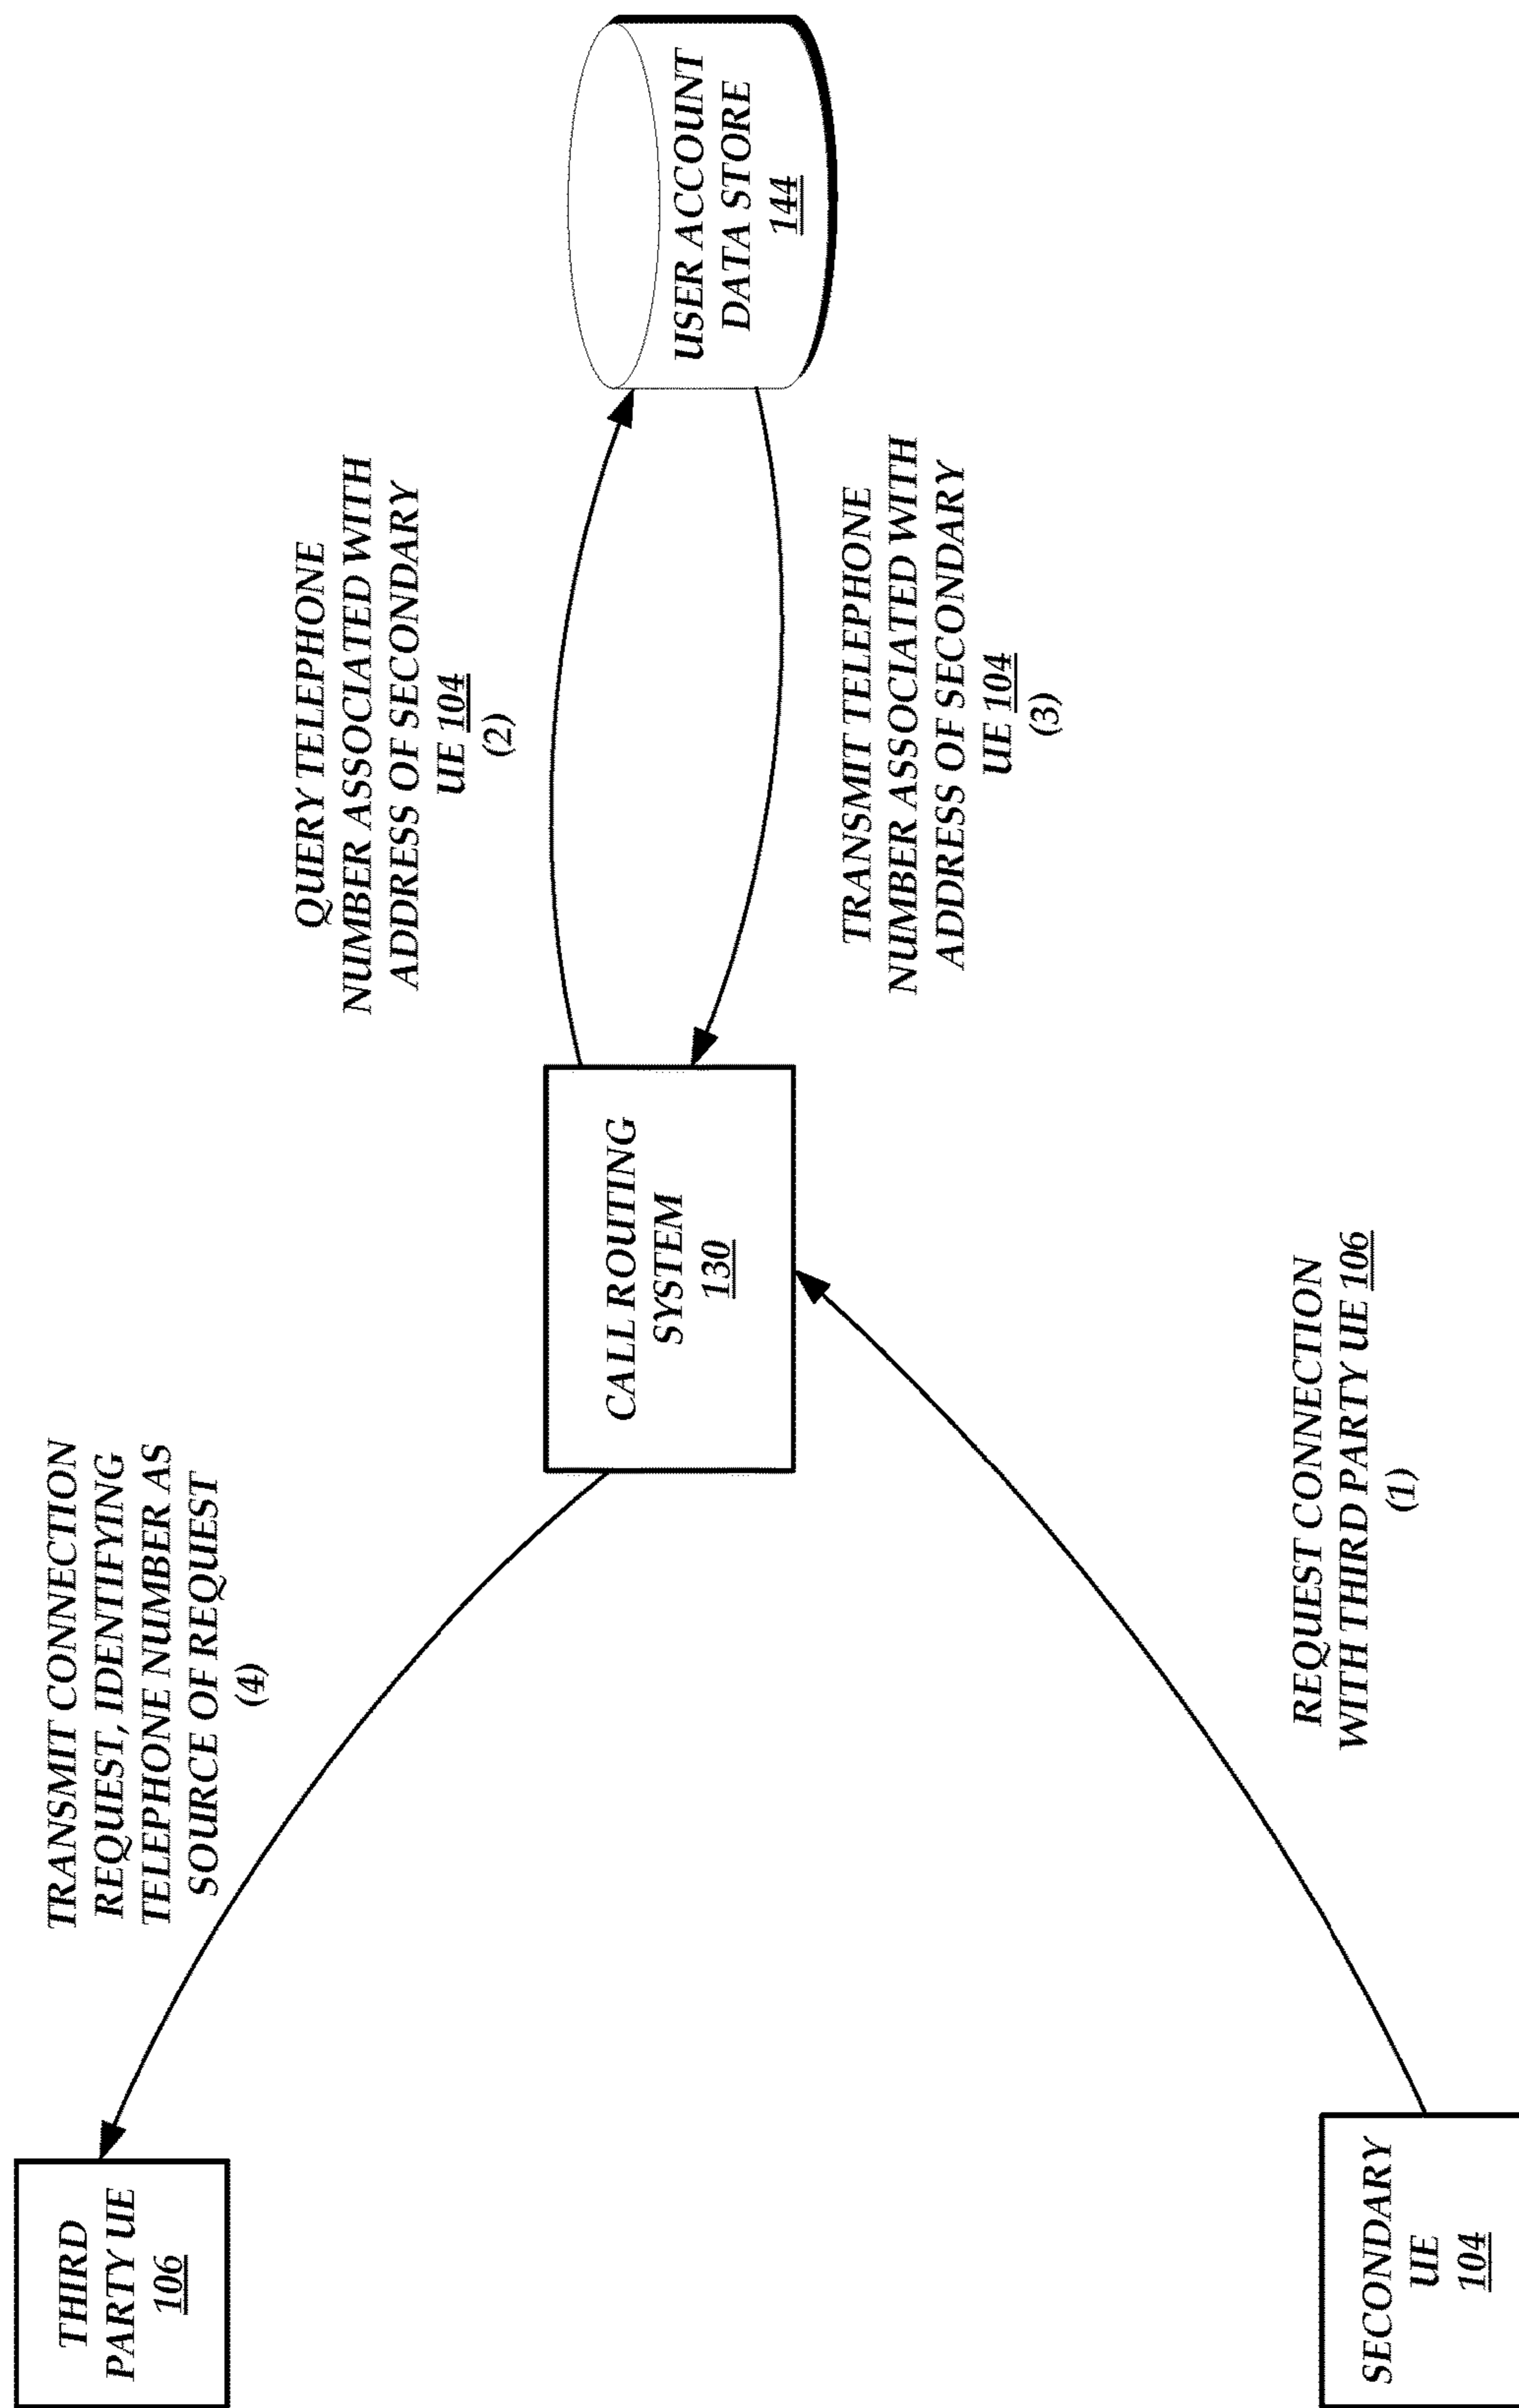 THIRD
PARTY UE
106
TRANSMIT CONNECTION
REQUEST, IDENTIFYING
TELEPHONE NUMBER AS
SOURCE OF REQUEST
(4)
QUERY TELEPHONE
NUMBER ASSOCIATED WITH
ADDRESS OF SECONDARY
UE 104
(2)
CALL ROUTING
SYSTEM
130
USER ACCOUNT
DATA STORE
144
TRANSMIT TELEPHONE
NUMBER ASSOCIATED WITH
ADDRESS OF SECONDARY
UE 104
(3)
SECONDARY
UE
104
REQUEST CONNECTION
WITH THIRD PARTY UE 106
(1)